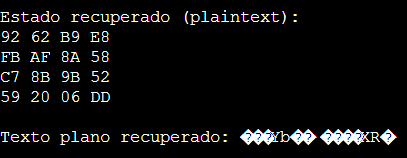 Estado recuperado (plaintext):
92 62 B9 E8
FB AF 8A 58
C7 8B 9B 52
59 20 06 DD
Texto plano recuperado: ���Yb�� ����XR�